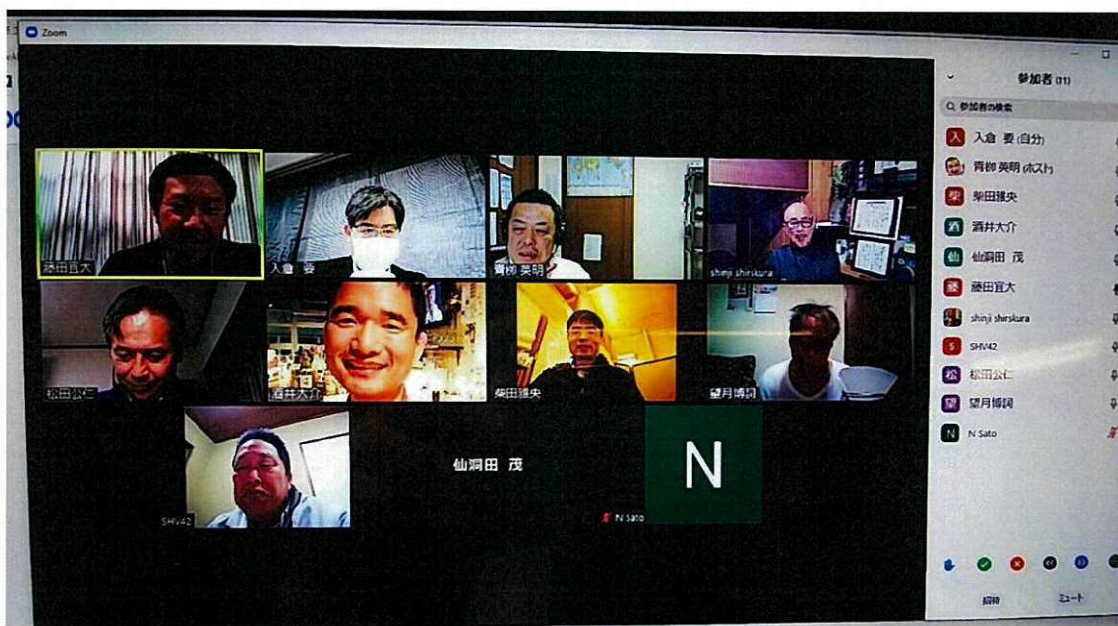 Zoom
参加者 (11)
参加者の検索
入倉 要 (自分)
青柳 英明 (ホスト)
柴田雅央
酒井大介
仙洞田 茂
藤田宜大
shinji shirskura
SHV42
松田公仁
望月博詞
N Sato
招待
ミュート
藤田宜大
入倉 要
青柳 英明
shinji shirskura
松田公仁
酒井大介
柴田雅央
望月博詞
SHV42
仙洞田 茂
N
N Sato